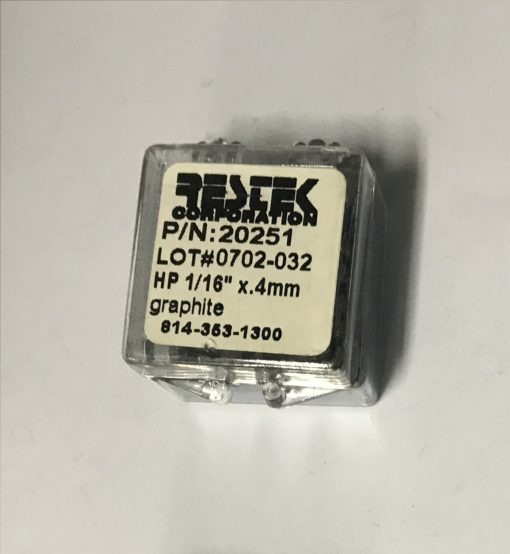 RESTEK
CORPORATION
P/N:20251
LOT#0702-032
HP 1/16" x.4mm
graphite
814-353-1300